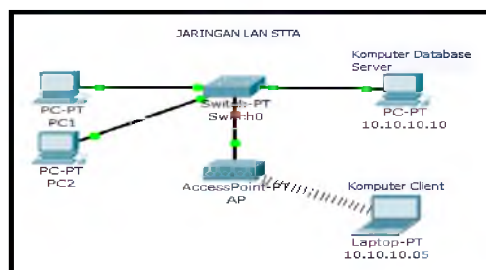 JARINGAN LAN STTA
Komputer Database
Server
PC-PT
PC1
Switch-PT
Switch0
PC-PT
10.10.10.10
PC-PT
PC2
AccessPoint-PT
AP
Komputer Client
Laptop-PT
10.10.10.05